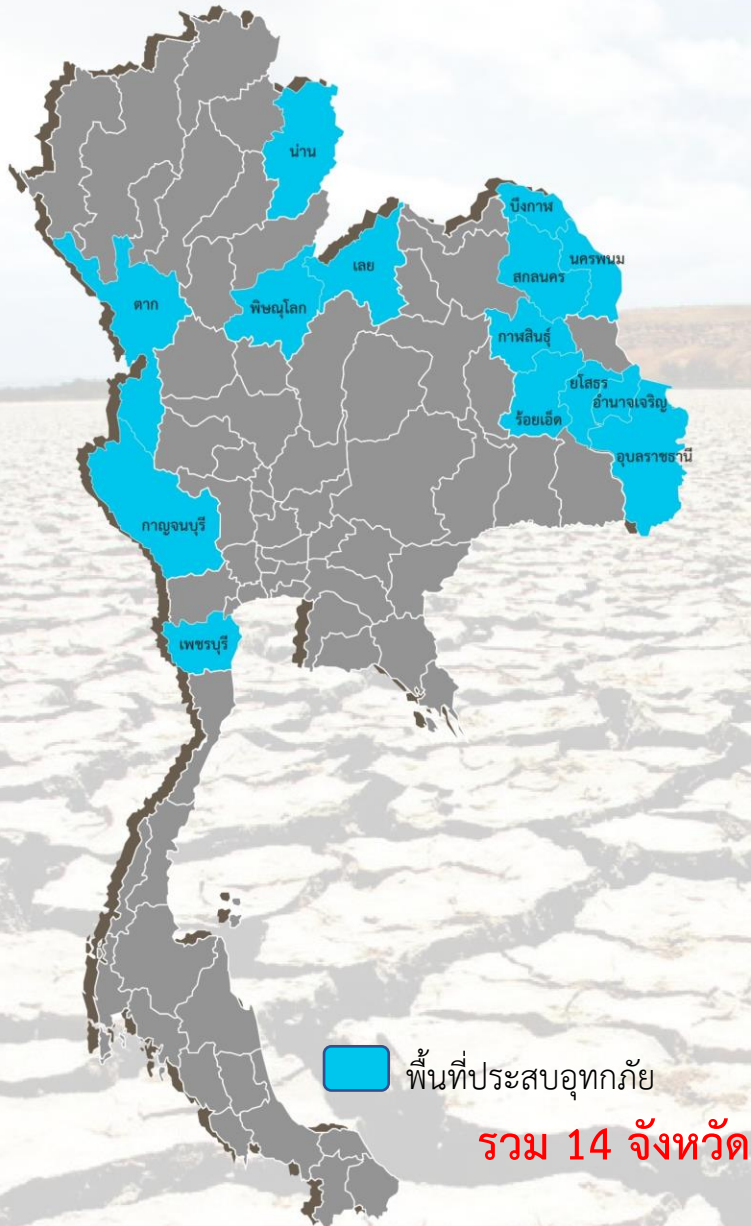 น่าน
บึงกาฬ
นครพนม
เลย
สกลนคร
ตาก
พิษณุโลก
กาฬสินธุ์
ยโสธร
อำนาจเจริญ
ร้อยเอ็ด
อุบลราชธานี
กาญจนบุรี
เพชรบุรี
พื้นที่ประสบอุทกภัย
รวม 14 จังหวัด